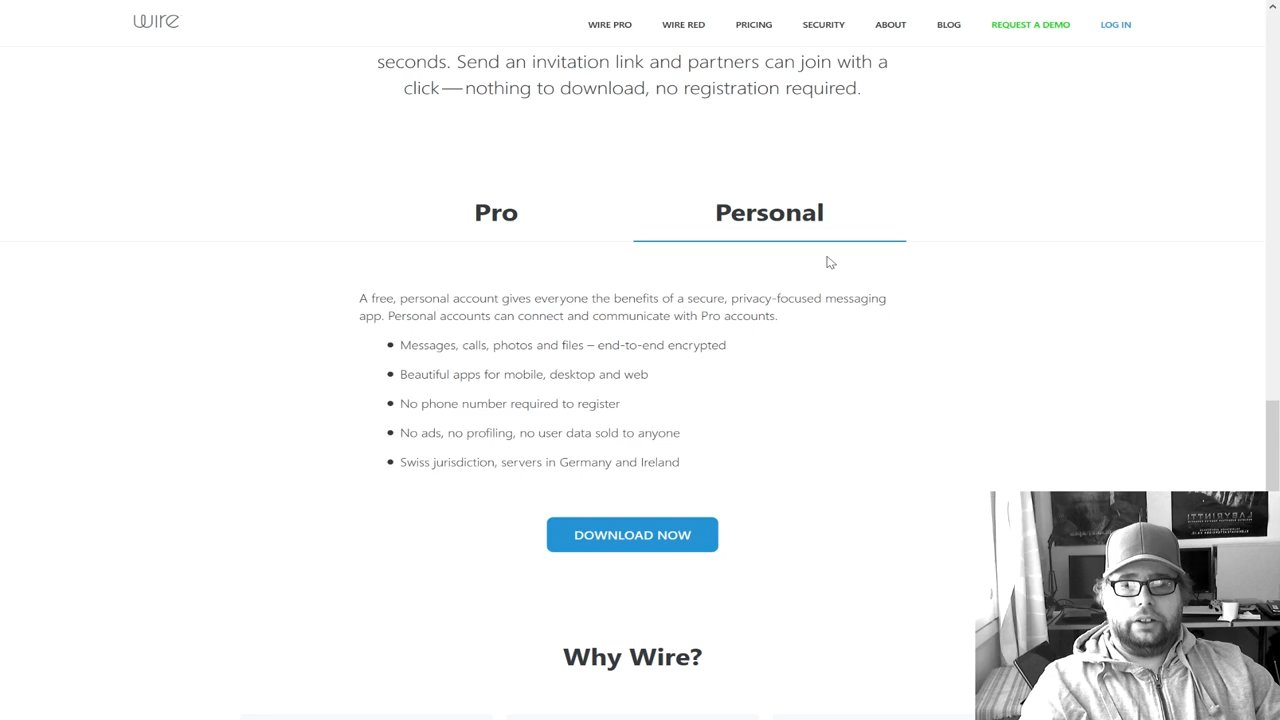 wire
WIRE PRO WIRE RED PRICING SECURITY ABOUT BLOG REQUEST A DEMO LOG IN
seconds. Send an invitation link and partners can join with a
click — nothing to download, no registration required.
Pro Personal
A free, personal account gives everyone the benefits of a secure, privacy-focused messaging
app. Personal accounts can connect and communicate with Pro accounts.
● Messages, calls, photos and files – end-to-end encrypted
● Beautiful apps for mobile, desktop and web
● No phone number required to register
● No ads, no profiling, no user data sold to anyone
● Swiss jurisdiction, servers in Germany and Ireland
DOWNLOAD NOW
LABYRINTTI
Why Wire?